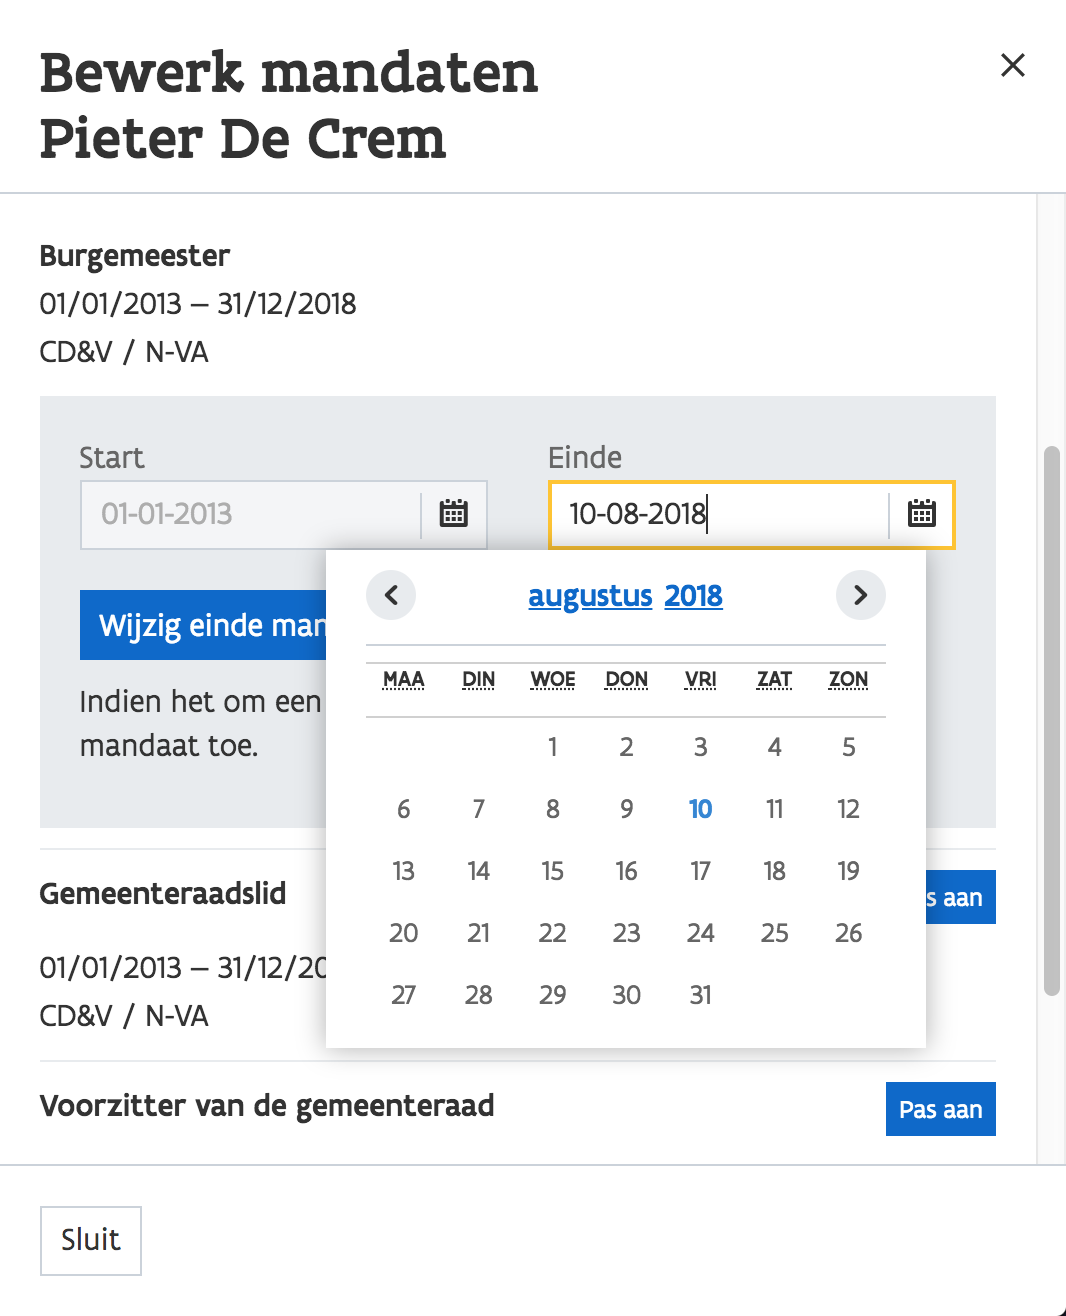 Bewerk mandaten
Pieter De Crem
Burgemeester
01/01/2013 – 31/12/2018
CD&V / N-VA
Start
Einde
01-01-2013
10-08-2018
augustus 2018
Wijzig einde
MAA DIN WOE DON VRI ZAT ZON
Indien het om een
mandaat toe.
1 2 3 4 5
6 7 8 9 10 11 12
13 14 15 16 17 18 19
20 21 22 23 24 25 26
27 28 29 30 31
Gemeenteraadslid
aan
01/01/2013 – 31/12/20
CD&V / N-VA
Voorzitter van de gemeenteraad
Pas aan
Sluit